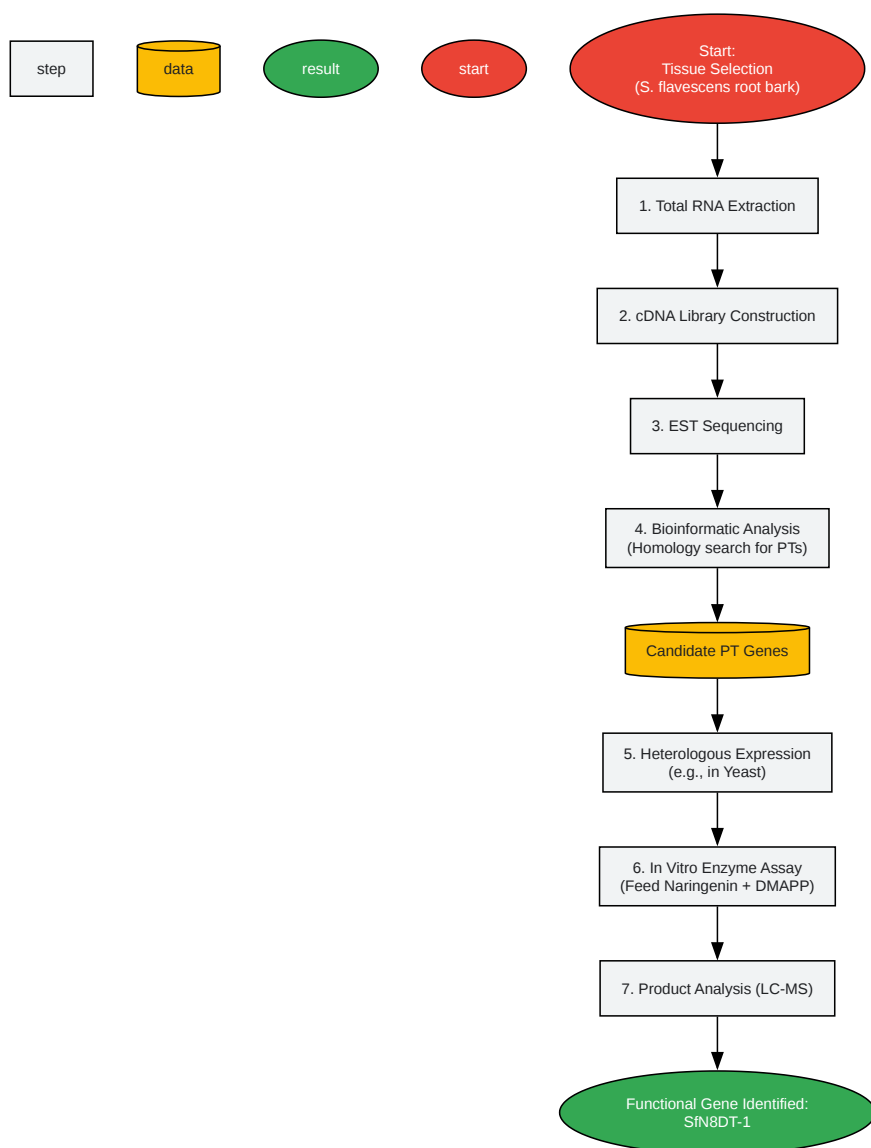 step
data
result
start
Start:
Tissue Selection
(S. flavescens root bark)
1. Total RNA Extraction
2. cDNA Library Construction
3. EST Sequencing
4. Bioinformatic Analysis
(Homology search for PTs)
Candidate PT Genes
5. Heterologous Expression
(e.g., in Yeast)
6. In Vitro Enzyme Assay
(Feed Naringenin + DMAPP)
7. Product Analysis (LC-MS)
Functional Gene Identified:
SfN8DT-1